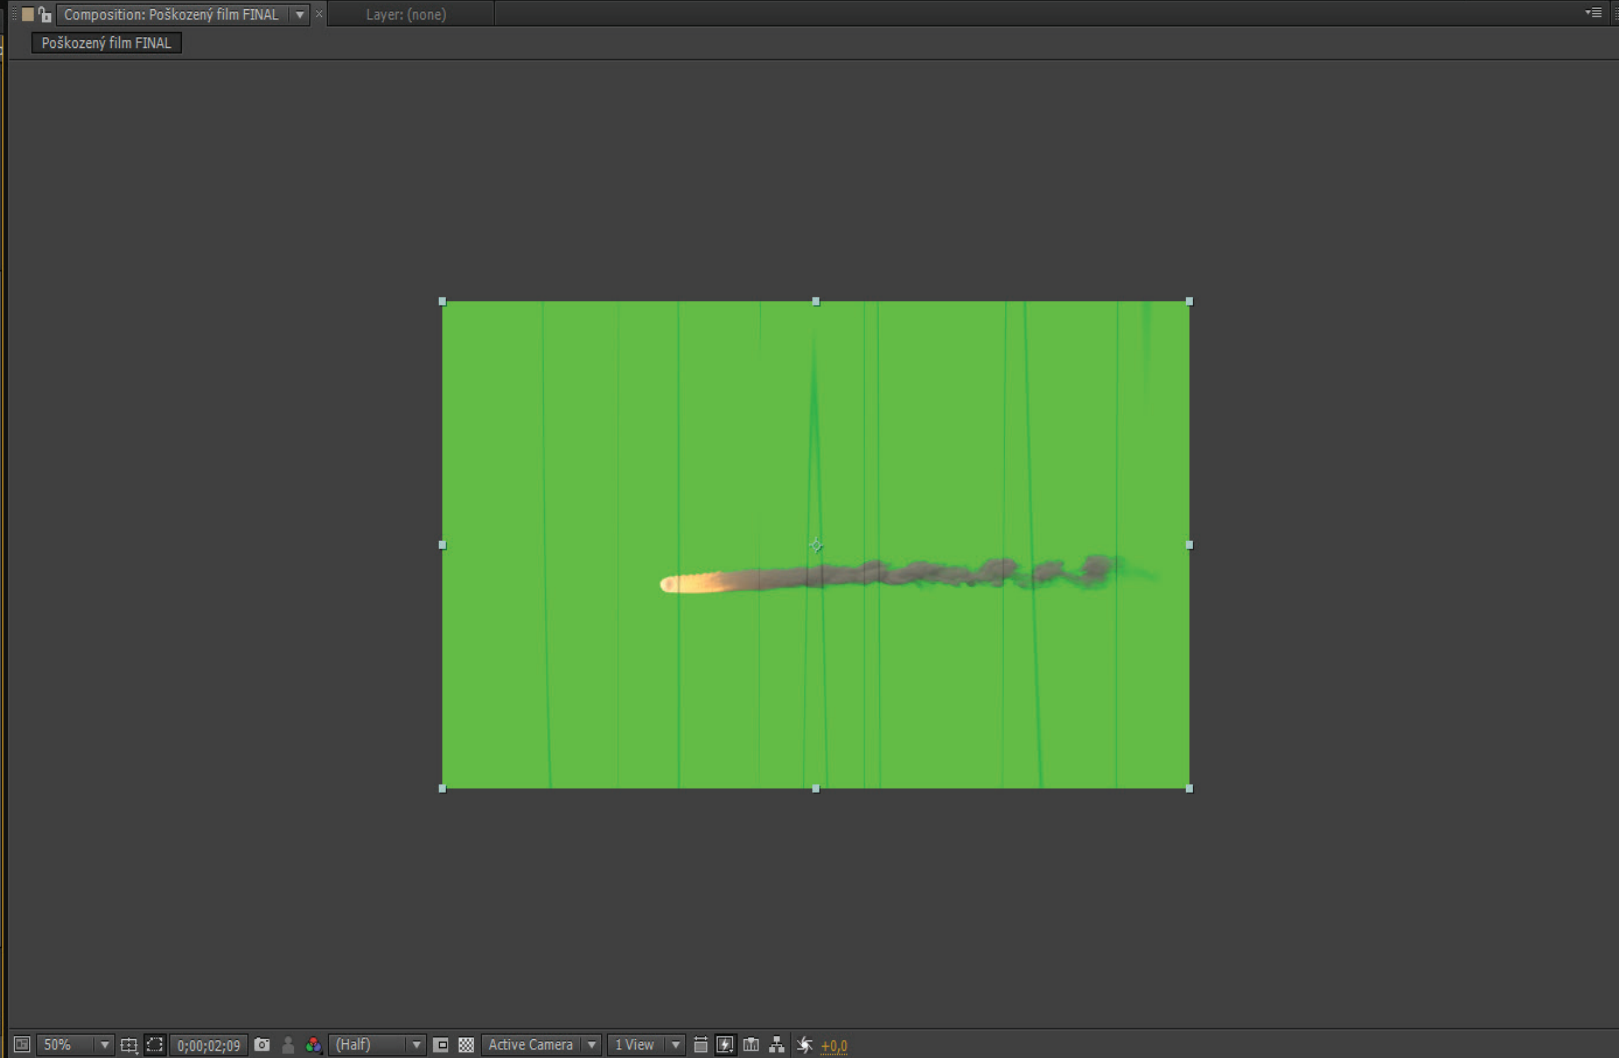 Composition: Poškozený film FINAL
Layer: (none)
Poškozený film FINAL
50%
0;00;02;09
(Half)
Active Camera
1 View
+0,0